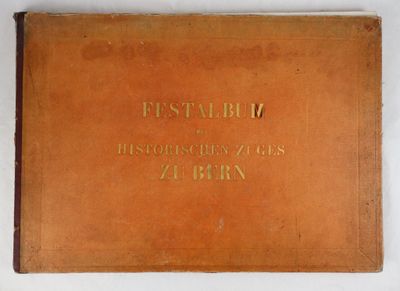 FESTALBUM
HISTORISCHEN ZUGES
ZU BERN